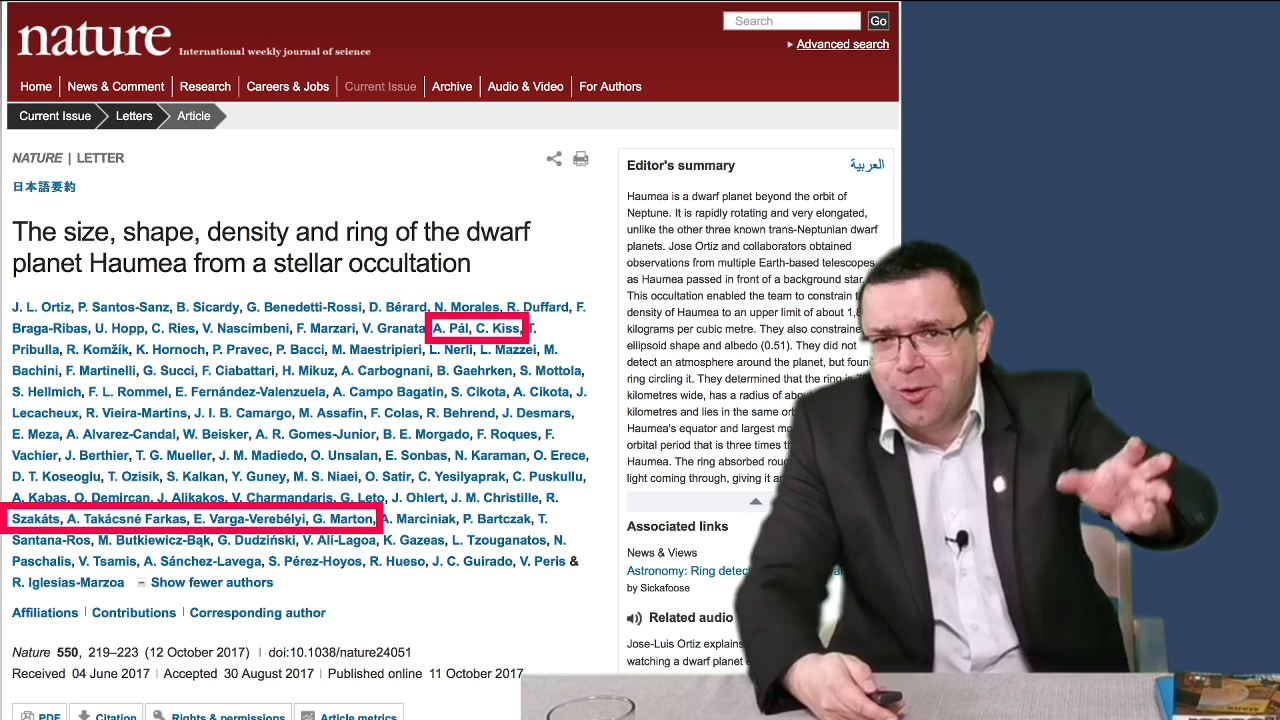 nature International weekly journal of science
Search Go
Advanced search
Home News & Comment Research Careers & Jobs Current Issue Archive Audio & Video For Authors
Current Issue Letters Article
NATURE | LETTER
日本語要約
The size, shape, density and ring of the dwarf
planet Haumea from a stellar occultation
J. L. Ortiz, P. Santos-Sanz, B. Sicardy, G. Benedetti-Rossi, D. Bérard, N. Morales, R. Duffard, F.
Braga-Ribas, U. Hopp, C. Ries, V. Nascimbeni, F. Marzari, V. Granata, A. Pál, C. Kiss, T.
Pribulla, R. Komžík, K. Hornoch, P. Pravec, P. Bacci, M. Maestripieri, L. Nerli, L. Mazzei, M.
Bachini, F. Martinelli, G. Succi, F. Ciabattari, H. Mikuz, A. Carbognani, B. Gaehrken, S. Mottola,
S. Hellmich, F. L. Rommel, E. Fernández-Valenzuela, A. Campo Bagatin, S. Cikota, A. Cikota, J.
Lecacheux, R. Vieira-Martins, J. I. B. Camargo, M. Assafin, F. Colas, R. Behrend, J. Desmars,
E. Meza, A. Alvarez-Candal, W. Beisker, A. R. Gomes-Junior, B. E. Morgado, F. Roques, F.
Vachier, J. Berthier, T. G. Mueller, J. M. Madiedo, O. Unsalan, E. Sonbas, N. Karaman, O. Erece,
D. T. Koseoglu, T. Ozisik, S. Kalkan, Y. Guney, M. S. Niaei, O. Satir, C. Yesilyaprak, C. Puskullu,
A. Kabas, O. Demircan, J. Alikakos, V. Charmandaris, G. Leto, J. Ohlert, J. M. Christille, R.
Szakáts, A. Takácsné Farkas, E. Varga-Verebélyi, G. Marton, A. Marciniak, P. Bartczak, T.
Santana-Ros, M. Butkiewicz-Bąk, G. Dudziński, V. Alí-Lagoa, K. Gazeas, L. Tzouganatos, N.
Paschalis, V. Tsamis, A. Sánchez-Lavega, S. Pérez-Hoyos, R. Hueso, J. C. Guirado, V. Peris &
R. Iglesias-Marzoa Show fewer authors
Affiliations Contributions Corresponding author
Nature 550, 219–223 (12 October 2017) doi:10.1038/nature24051
Received 04 June 2017 Accepted 30 August 2017 Published online 11 October 2017
PDF Citation Rights & permissions Article metrics
Editor's summary العربية
Haumea is a dwarf planet beyond the orbit of
Neptune. It is rapidly rotating and very elongated,
unlike the other three known trans-Neptunian dwarf
planets. Jose Ortiz and collaborators obtained
observations from multiple Earth-based telescopes
as Haumea passed in front of a background star.
This occultation enabled the team to constrain
density of Haumea to an upper limit of about
kilograms per cubic metre. They also
ellipsoid shape and albedo (0.51). They did not
detect an atmosphere around the planet, but
ring circling it. They determined that the ring
kilometres wide, has a radius of
kilometres and lies in the same
Haumea's equator and largest
orbital period that is three times
Haumea. The ring absorbed
light coming through, giving it
Associated links
News & Views
Astronomy: Ring
by Sickafoose
Related audio
Jose-Luis Ortiz explains
watching a dwarf planet